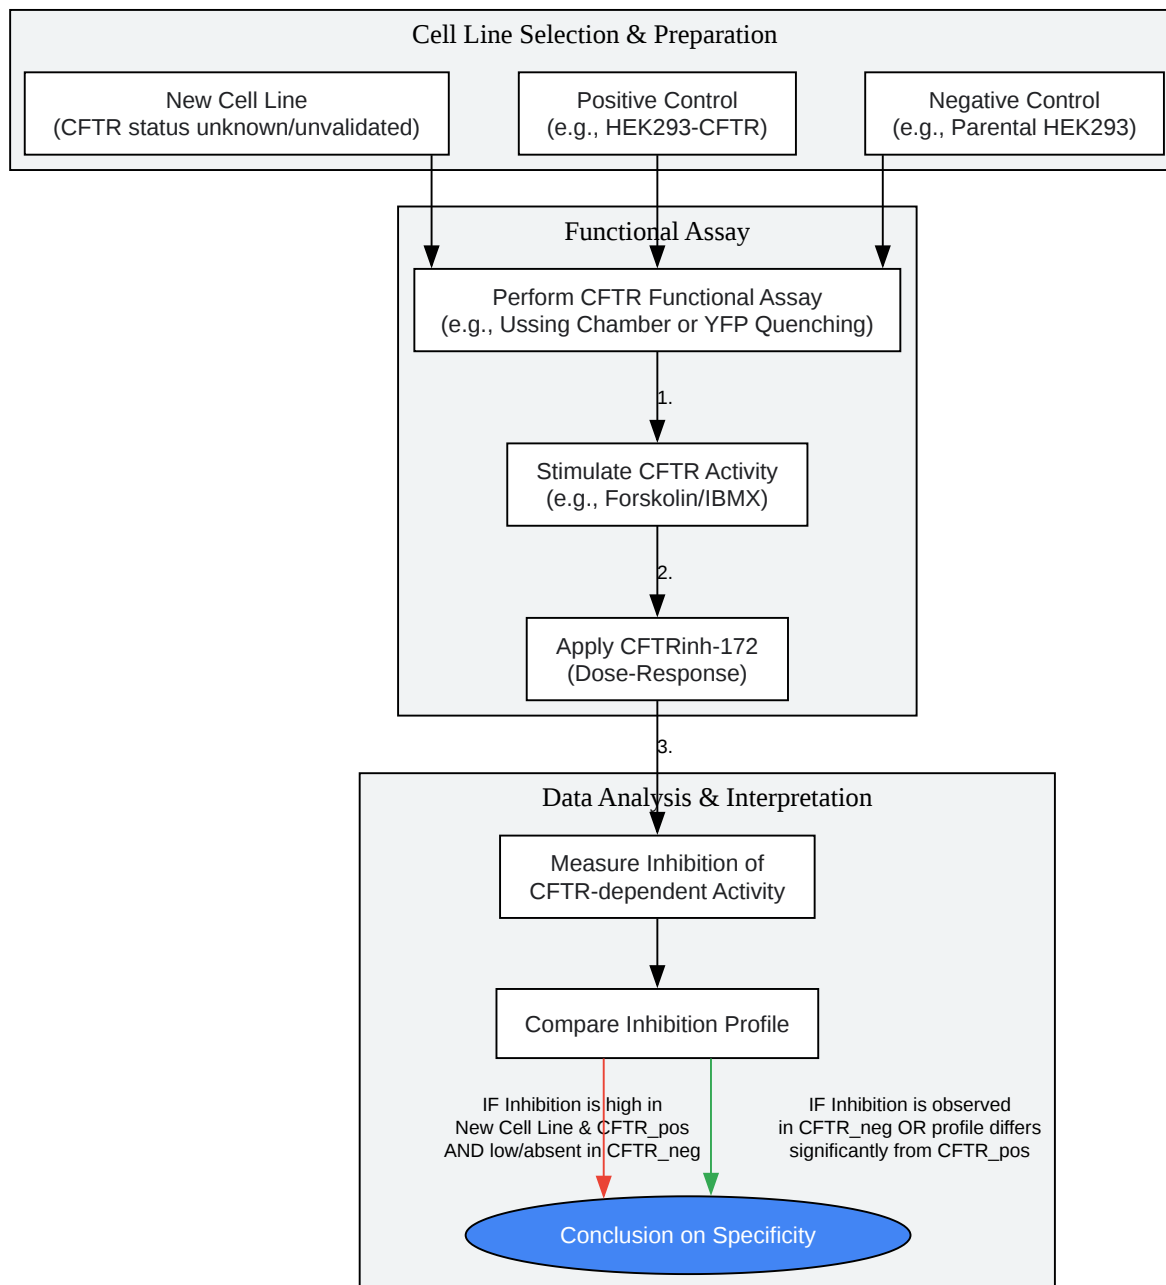 Cell Line Selection & Preparation
New Cell Line
(CFTR status unknown/unvalidated)
Positive Control
(e.g., HEK293-CFTR)
Negative Control
(e.g., Parental HEK293)
Functional Assay
Perform CFTR Functional Assay
(e.g., Ussing Chamber or YFP Quenching)
1.
Stimulate CFTR Activity
(e.g., Forskolin/IBMX)
2.
Apply CFTRinh-172
(Dose-Response)
3.
Data Analysis & Interpretation
Measure Inhibition of
CFTR-dependent Activity
Compare Inhibition Profile
IF Inhibition is high in
New Cell Line & CFTR_pos
AND low/absent in CFTR_neg
IF Inhibition is observed
in CFTR_neg OR profile differs
significantly from CFTR_pos
Conclusion on Specificity